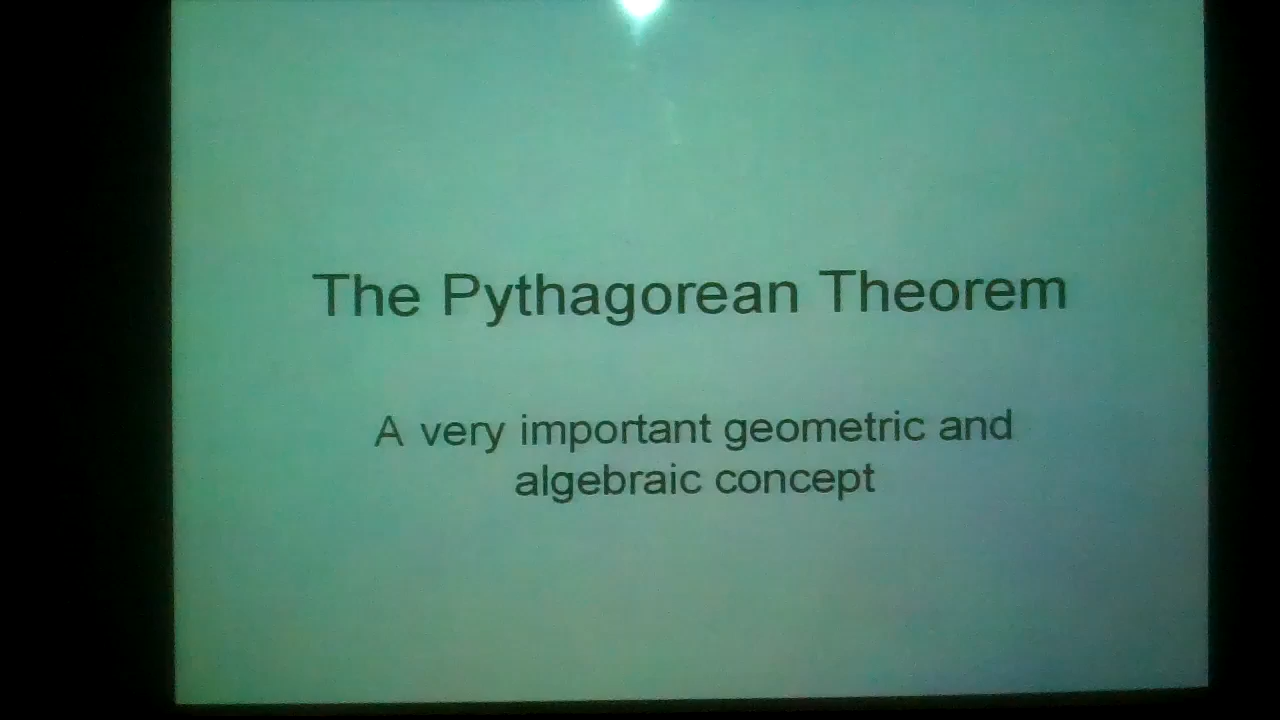 The Pythagorean Theorem
A very important geometric and
algebraic concept